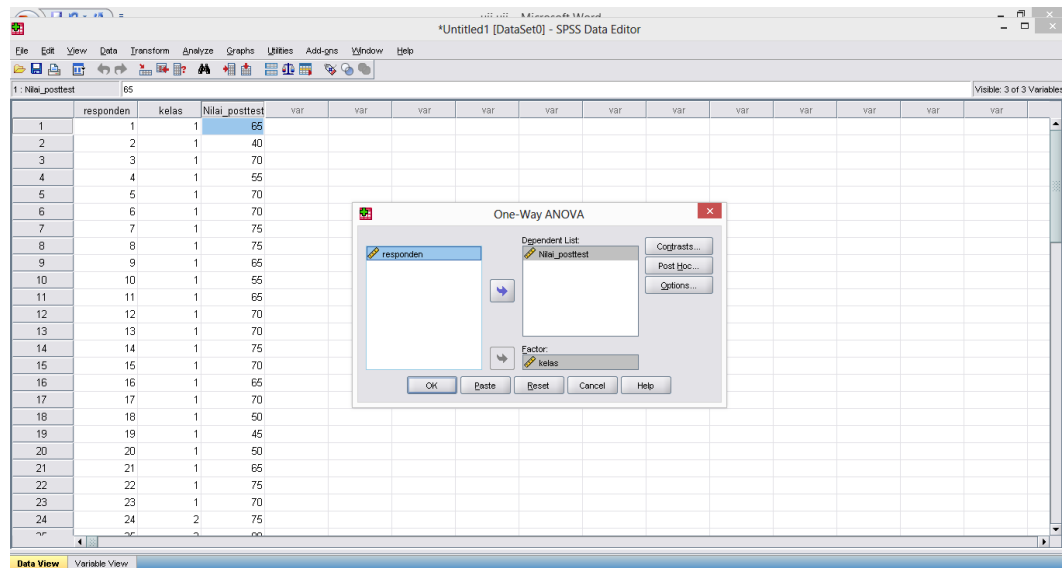 uji uji - Microsoft Word
*Untitled1 [DataSet0] - SPSS Data Editor
File Edit View Data Transform Analyze Graphs Utilities Add-ons Window Help
1 : Nilai_posttest 65 Visible: 3 of 3 Variables
responden kelas Nilai_posttest var var var var var var var var var var
1 1 1 65
2 2 1 40
3 3 1 70
4 4 1 55
5 5 1 70
6 6 1 70
7 7 1 75
8 8 1 75
9 9 1 65
10 10 1 55
11 11 1 65
12 12 1 70
13 13 1 70
14 14 1 75
15 15 1 70
16 16 1 65
17 17 1 70
18 18 1 50
19 19 1 45
20 20 1 50
21 21 1 65
22 22 1 75
23 23 1 70
24 24 2 75
One-Way ANOVA
responden
Dependent List:
Nilai_posttest
Contrasts...
Post Hoc...
Options...
Factor:
kelas
OK Paste Reset Cancel Help
Data View Variable View